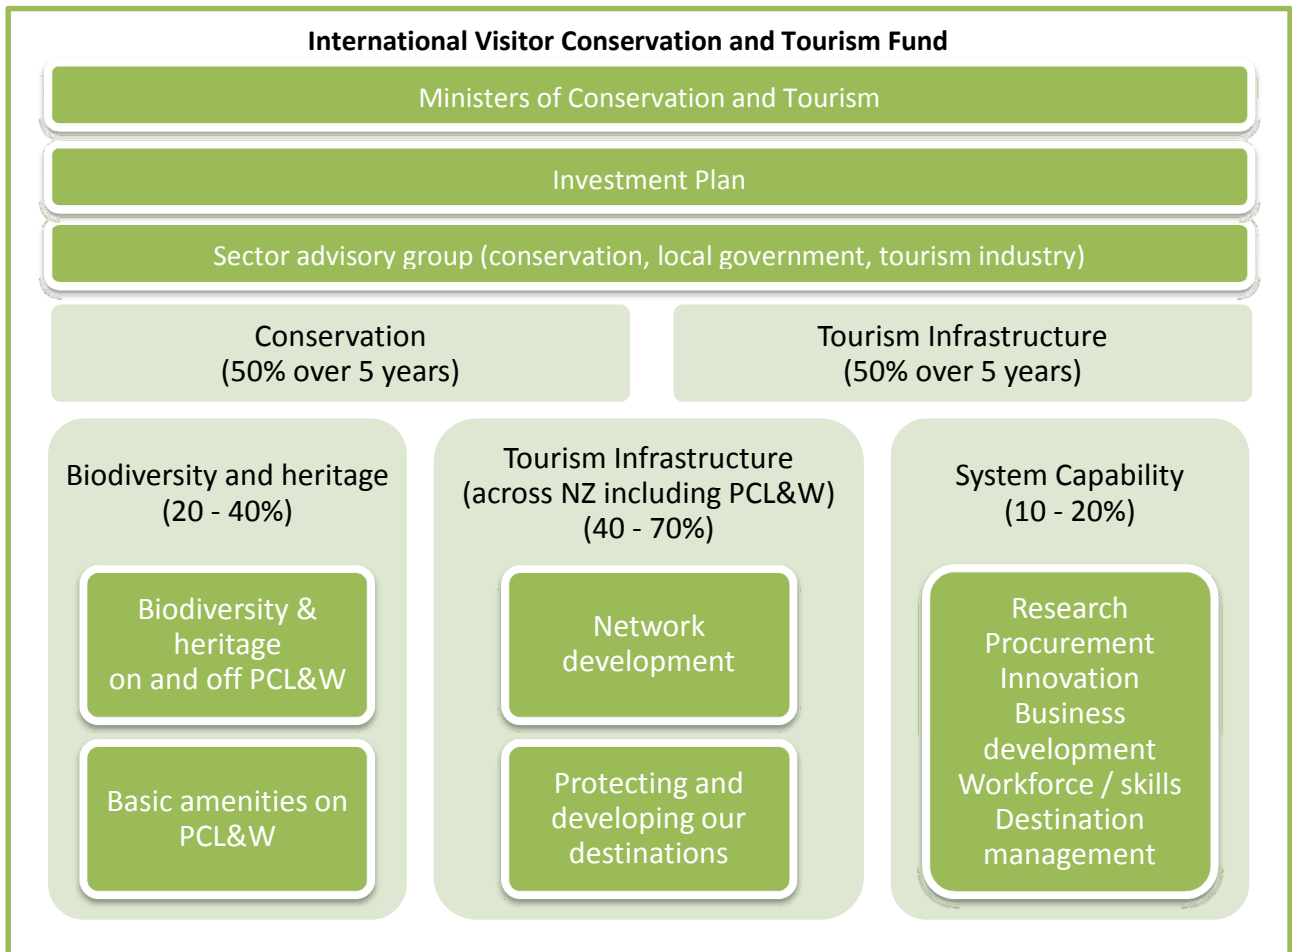 International Visitor Conservation and Tourism Fund
Ministers of Conservation and Tourism
Investment Plan
Sector advisory group (conservation, local government, tourism industry)
Conservation
(50% over 5 years)
Tourism Infrastructure
(50% over 5 years)
Biodiversity and heritage
(20 - 40%)
Biodiversity &
heritage
on and off PCL&W
Basic amenities on
PCL&W
Tourism Infrastructure
(across NZ including PCL&W)
(40 - 70%)
Network
development
Protecting and
developing our
destinations
System Capability
(10 - 20%)
Research
Procurement
Innovation
Business
development
Workforce / skills
Destination
management